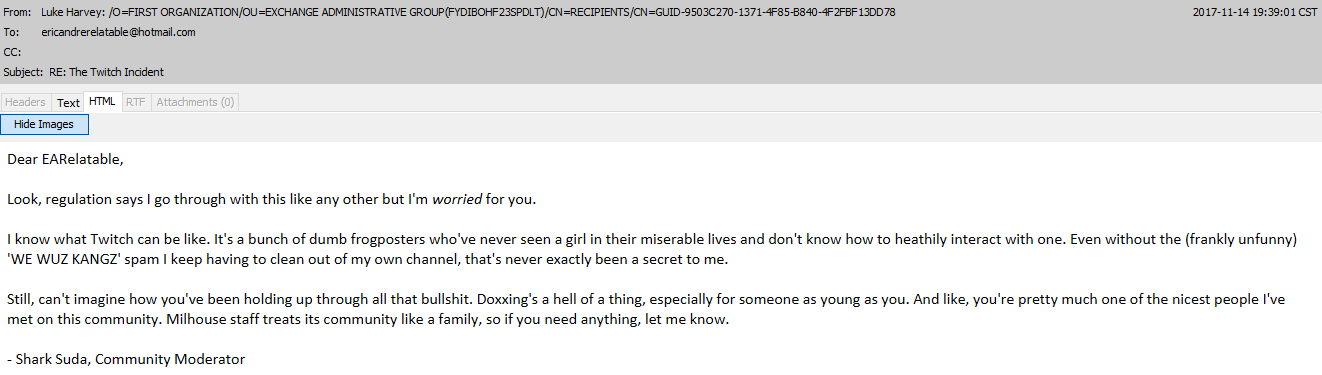 From: Luke Harvey: /O=FIRST ORGANIZATION/OU=EXCHANGE ADMINISTRATIVE GROUP(FYDIBOHF23SPDLT)/CN=RECIPIENTS/CN=GUID-9503C270-1371-4F85-B840-4F2FBF13DD78 2017-11-14 19:39:01 CST
To: ericandrerelatable@hotmail.com
CC:
Subject: RE: The Twitch Incident
Headers Text HTML RTF Attachments (0)
Hide Images
Dear EARelatable,
Look, regulation says I go through with this like any other but I'm worried for you.
I know what Twitch can be like. It's a bunch of dumb frogposters who've never seen a girl in their miserable lives and don't know how to heathily interact with one. Even without the (frankly unfunny)
'WE WUZ KANGZ' spam I keep having to clean out of my own channel, that's never exactly been a secret to me.
Still, can't imagine how you've been holding up through all that bullshit. Doxxing's a hell of a thing, especially for someone as young as you. And like, you're pretty much one of the nicest people I've
met on this community. Milhouse staff treats its community like a family, so if you need anything, let me know.
- Shark Suda, Community Moderator